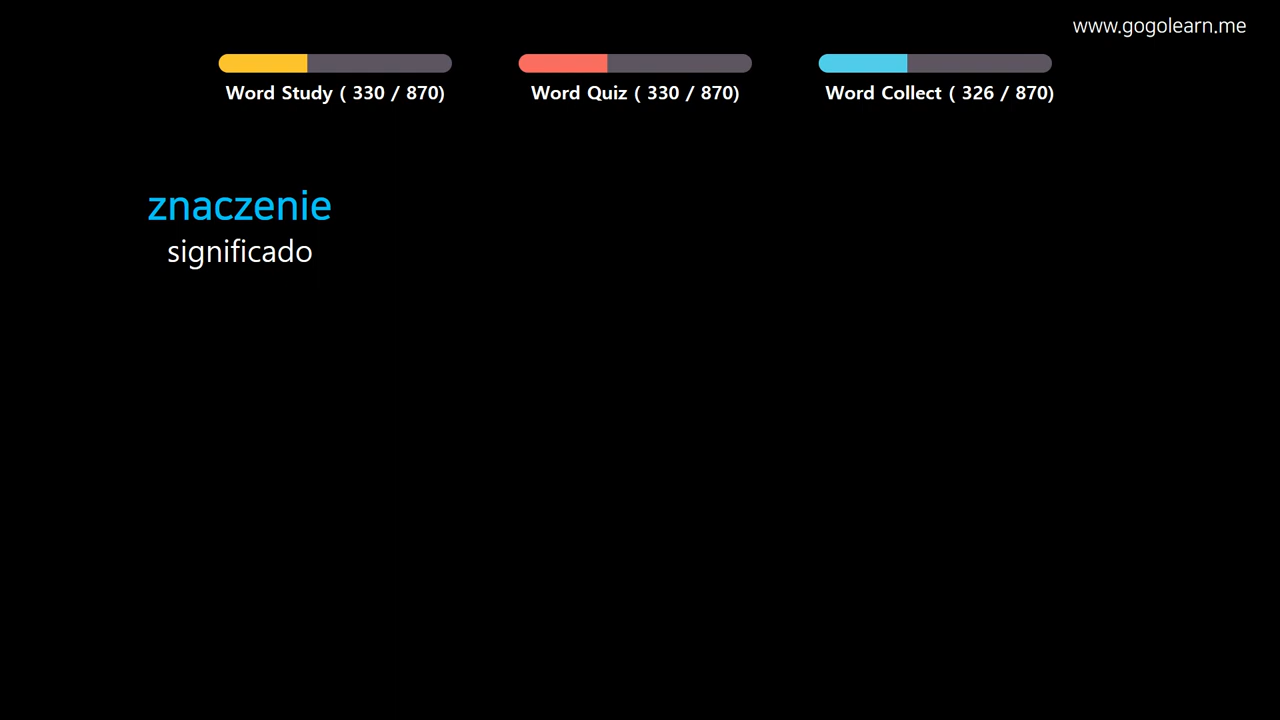 www.gogolearn.me
Word Study ( 330 / 870)
Word Quiz ( 330 / 870)
Word Collect ( 326 / 870)
znaczenie
significado